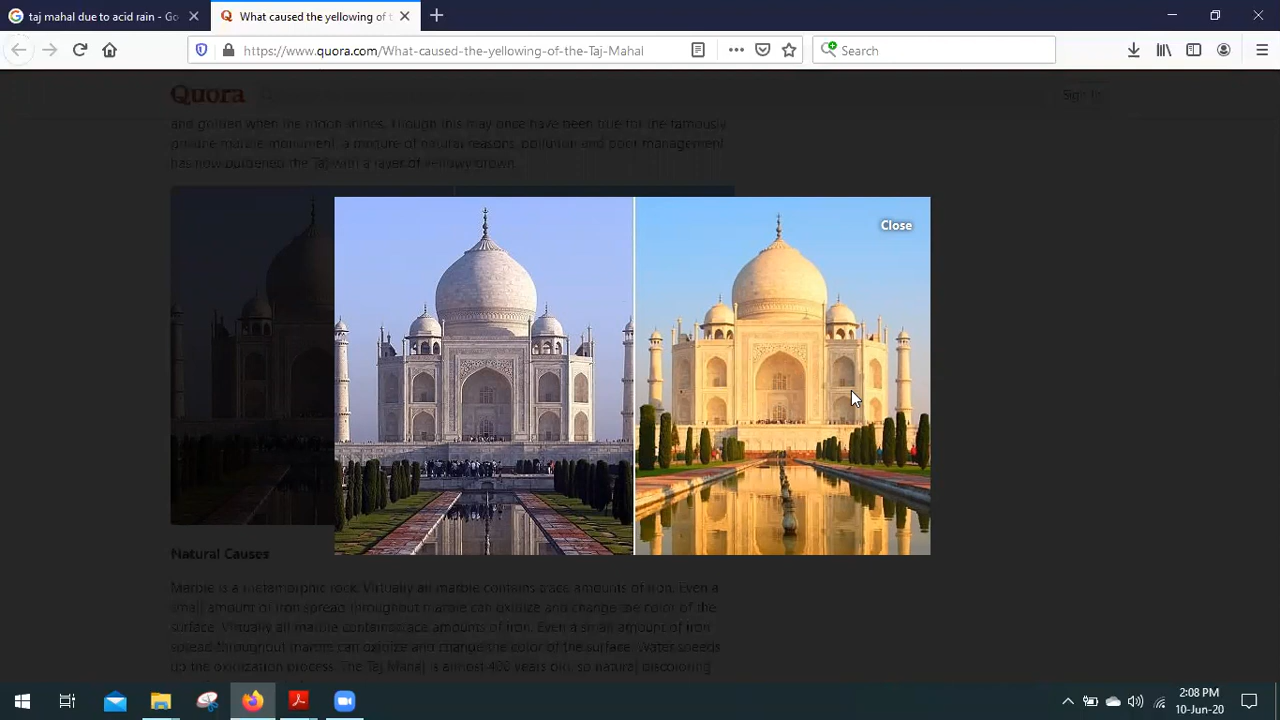 taj mahal due to acid rain - Go
What caused the yellowing of t
https://www.quora.com/What-caused-the-yellowing-of-the-Taj-Mahal
Search
Quora
Sign In
and golden when the moon shines. Though this may once have been true for the famously
pristine marble monument, a mixture of natural reasons, pollution and poor management
has now burdened the Taj with a layer of yellowy brown.
Close
Natural Causes
Marble is a metamorphic rock. Virtually all marble contains trace amounts of iron. Even a
small amount of iron spread throughout marble can oxidize and change the color of the
surface. Virtually all marble contains trace amounts of iron. Even a small amount of iron
spread throughout marble can oxidize and change the color of the surface. Water speeds
up the oxidization process. The Taj Mahal is almost 400 years old, so natural discoloring
2:08 PM
10-Jun-20